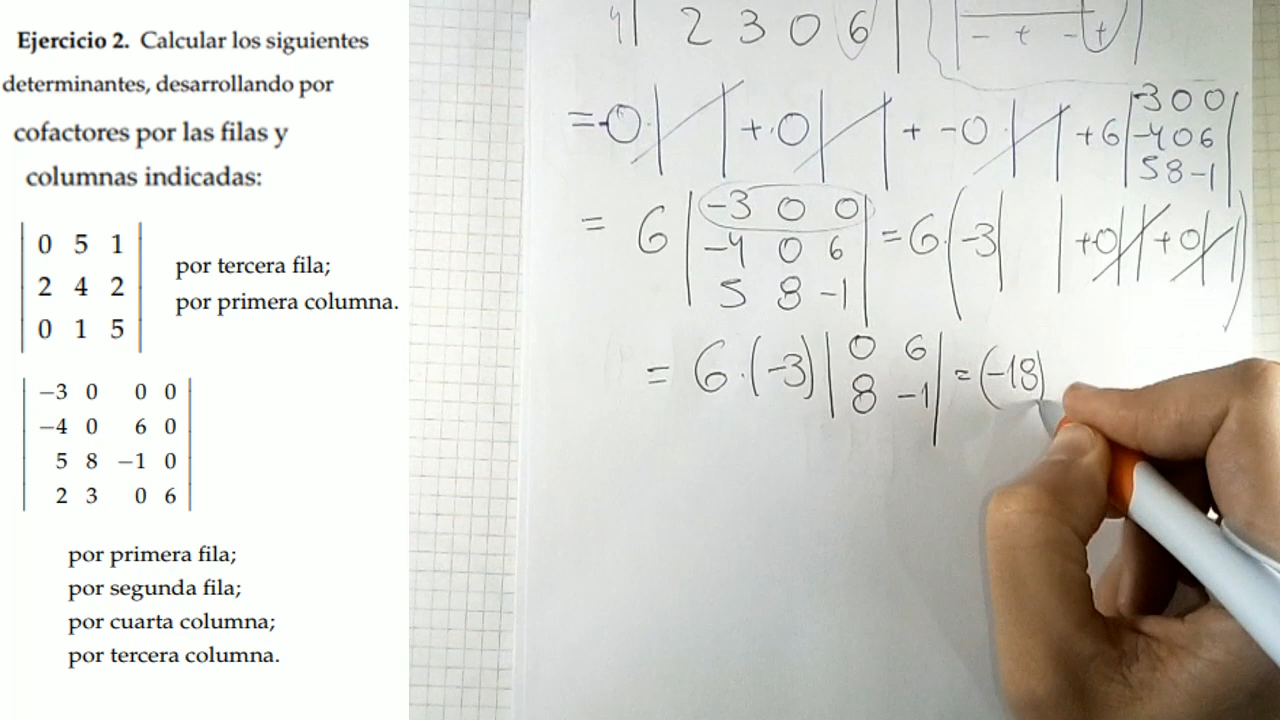 Ejercicio 2. Calcular los siguientes
determinantes, desarrollando por
cofactores por las filas y
columnas indicadas:
0 5 1
2 4 2
0 1 5
por tercera fila;
por primera columna.
−3 0 0 0
−4 0 6 0
5 8 −1 0
2 3 0 6
por primera fila;
por segunda fila;
por cuarta columna;
por tercera columna.
2 3 0 6 |
- + - +
= -0·| | + ·0 | | + -0 · | | + 6 | -3 0 0
-4 0 6
5 8 -1 |
= 6 | -3 0 0
-4 0 6
5 8 -1 | = 6·( -3 | | + 0 | | + 0 | | )
= 6·(-3) | 0 6
8 -1 | = (-18)